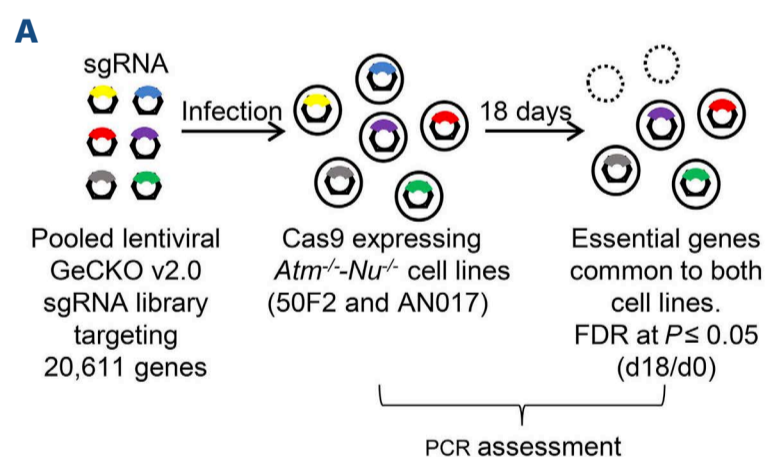 A
sgRNA
Infection
18 days
Pooled lentiviral
GeCKO v2.0
sgRNA library
targeting
20,611 genes
Cas9 expressing
Atm-/--Nu-/- cell lines
(50F2 and AN017)
Essential genes
common to both
cell lines.
FDR at P≤ 0.05
(d18/d0)
PCR assessment